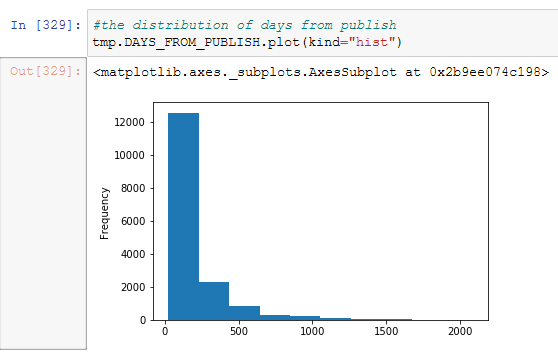 In [329]: #the distribution of days from publish
tmp.DAYS_FROM_PUBLISH.plot(kind="hist")
Out[329]: <matplotlib.axes._subplots.AxesSubplot at 0x2b9ee074c198>
12000
10000
8000
6000
4000
2000
0
Frequency
0 500 1000 1500 2000